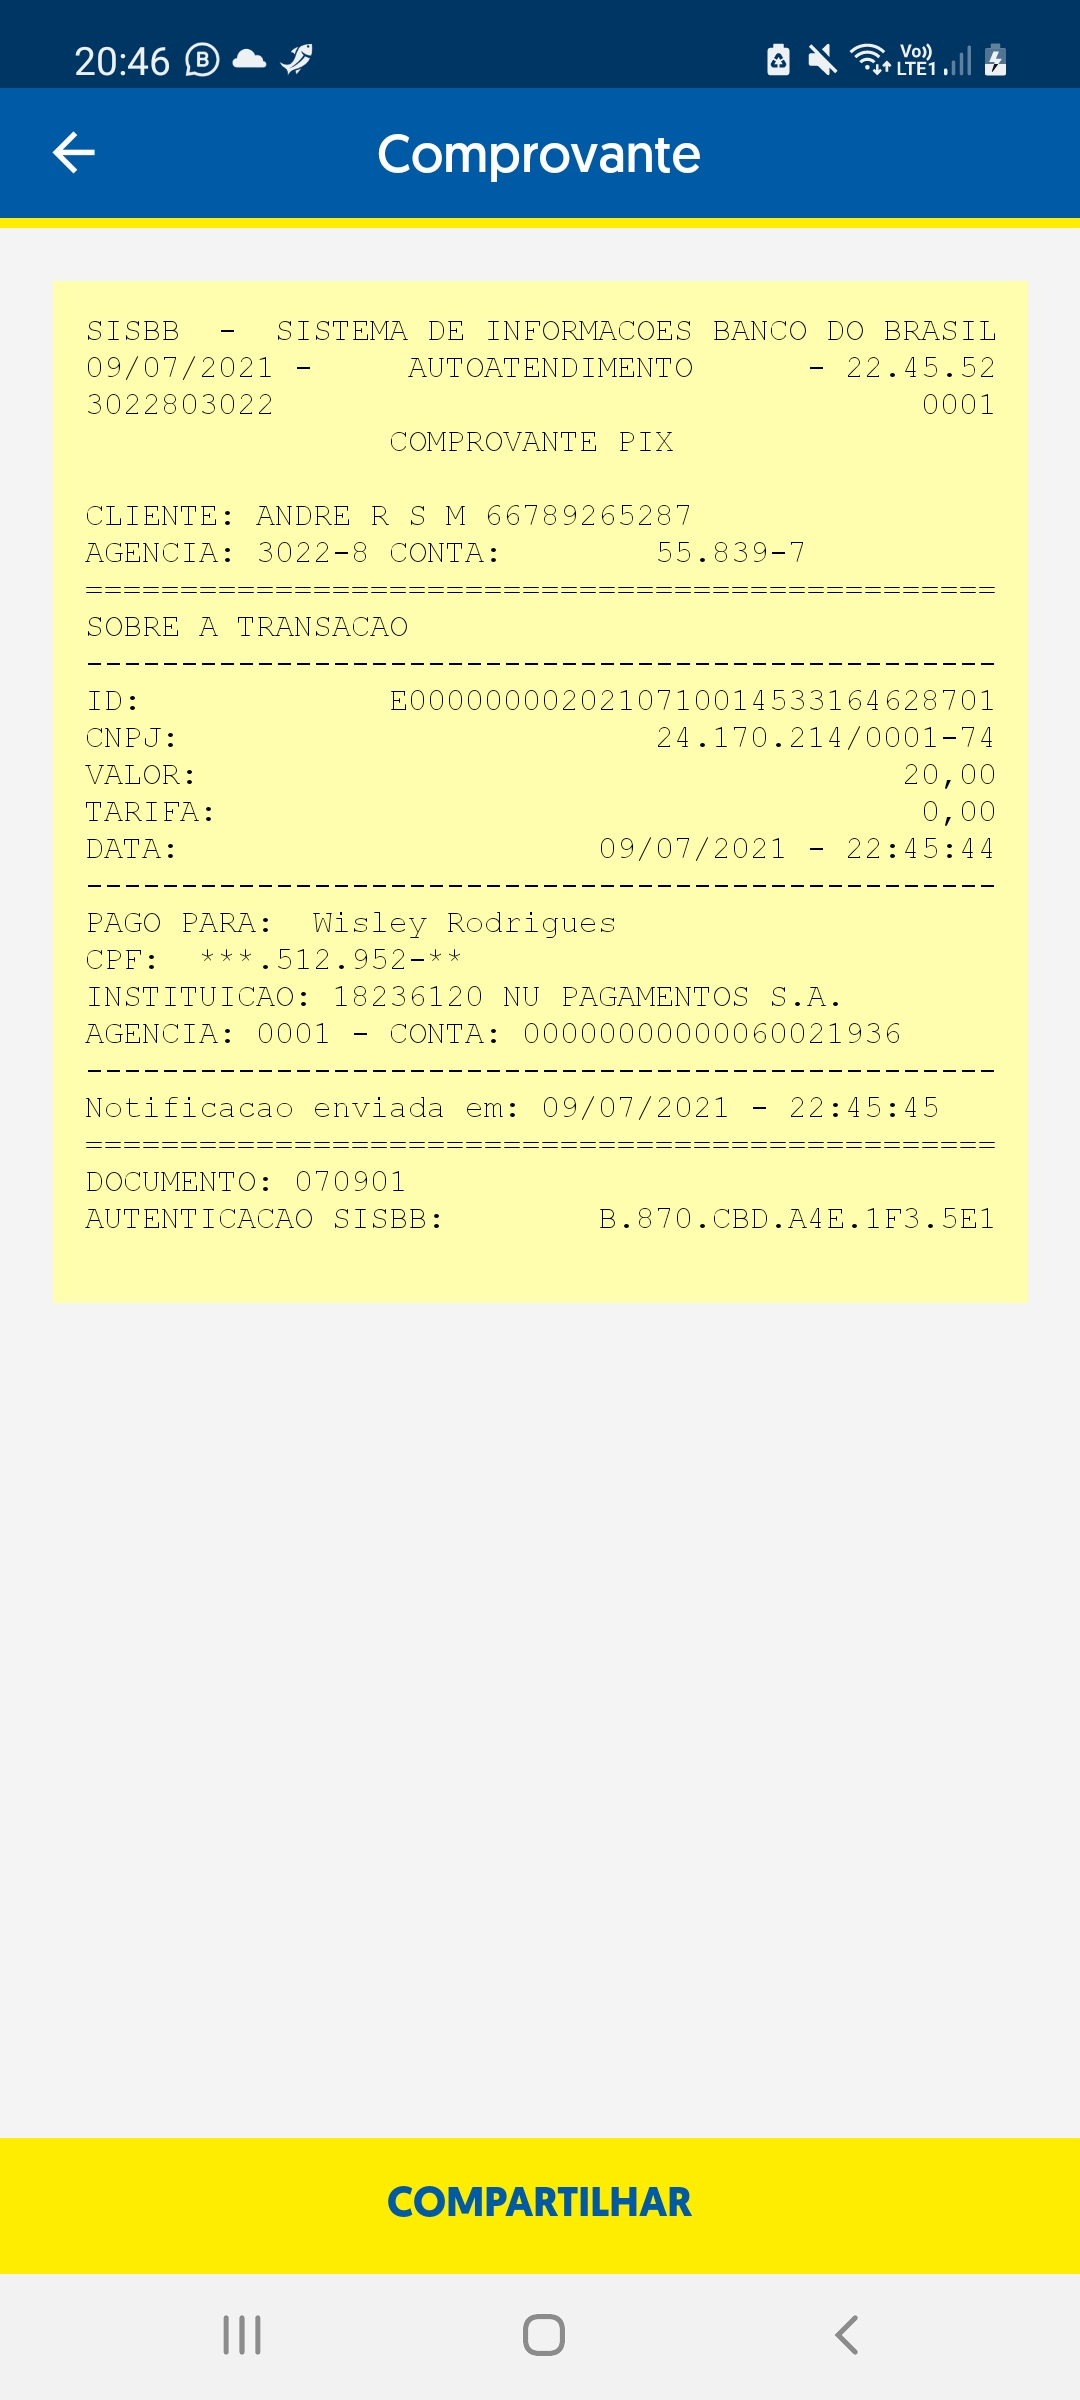 20:46
Vo)) LTE1
Comprovante
SISBB - SISTEMA DE INFORMACOES BANCO DO BRASIL
09/07/2021 - AUTOATENDIMENTO - 22.45.52
3022803022 0001
COMPROVANTE PIX
CLIENTE: ANDRE R S M 66789265287
AGENCIA: 3022-8 CONTA: 55.839-7
================================================
SOBRE A TRANSACAO
------------------------------------------------
ID: E00000000202107100145331646​28701
CNPJ: 24.170.214/0001-74
VALOR: 20,00
TARIFA: 0,00
DATA: 09/07/2021 - 22:45:44
------------------------------------------------
PAGO PARA: Wisley Rodrigues
CPF: ***.512.952-**
INSTITUICAO: 18236120 NU PAGAMENTOS S.A.
AGENCIA: 0001 - CONTA: 00000000000060021936
------------------------------------------------
Notificacao enviada em: 09/07/2021 - 22:45:45
================================================
DOCUMENTO: 070901
AUTENTICACAO SISBB: B.870.CBD.A4E.1F3.5E1
COMPARTILHAR